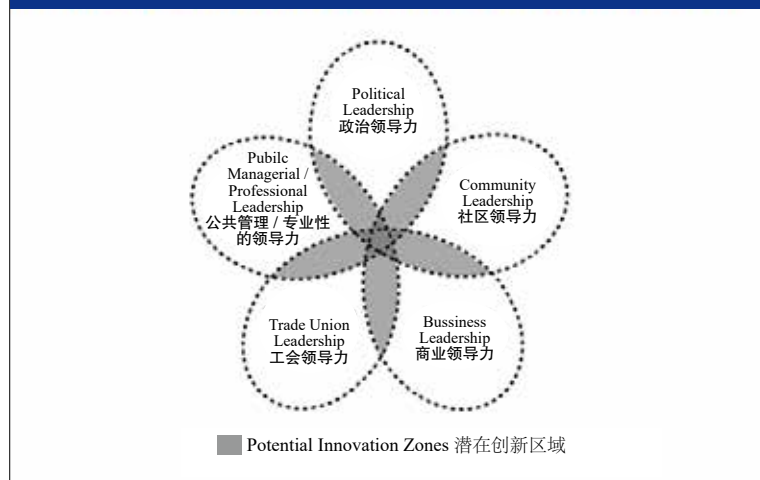 Political
Leadership
政治领导力
Pubilc
Managerial /
Professional
Leadership
公共管理 / 专业性
的领导力
Community
Leadership
社区领导力
Trade Union
Leadership
工会领导力
Bussiness
Leadership
商业领导力
Potential Innovation Zones 潜在创新区域